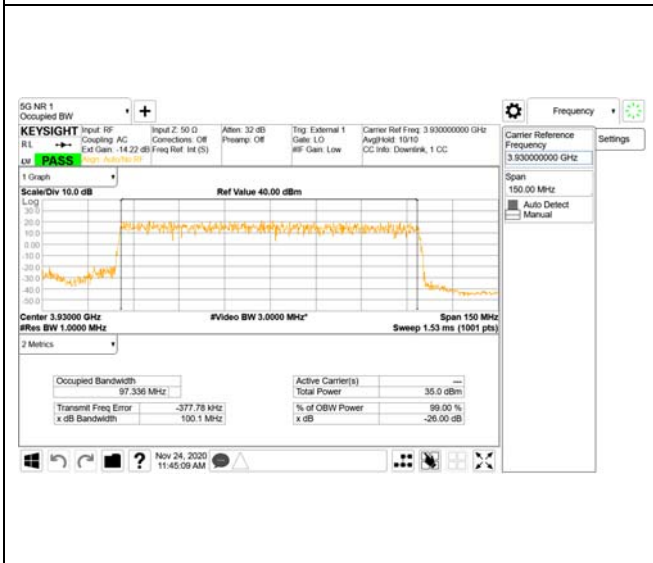 5G NR 1
Occupied BW
Frequency
KEYSIGHT
RL
PASS
Input: RF
Coupling: AC
Ext Gain: -14.22 dB
Align: Auto/No RF
Input Z: 50 Ω
Corrections: Off
Freq Ref: Int (S)
Atten: 32 dB
Preamp: Off
Trig: External 1
Gate: LO
#IF Gain: Low
Carrier Ref Freq: 3.930000000 GHz
Avg|Hold: 10/10
CC Info: Downlink, 1 CC
Carrier Reference
Frequency
3.930000000 GHz
Settings
Span
150.00 MHz
Auto Detect
Manual
1 Graph
Scale/Div 10.0 dB
Ref Value 40.00 dBm
Log
30.0
20.0
10.0
0.00
-10.0
-20.0
-30.0
-40.0
-50.0
Center 3.93000 GHz
#Video BW 3.0000 MHz*
Span 150 MHz
#Res BW 1.0000 MHz
Sweep 1.53 ms (1001 pts)
2 Metrics
Occupied Bandwidth
97.336 MHz
Transmit Freq Error -377.78 kHz
x dB Bandwidth 100.1 MHz
Active Carrier(s) ---
Total Power 35.0 dBm
% of OBW Power 99.00 %
x dB -26.00 dB
?
Nov 24, 2020
11:45:09 AM